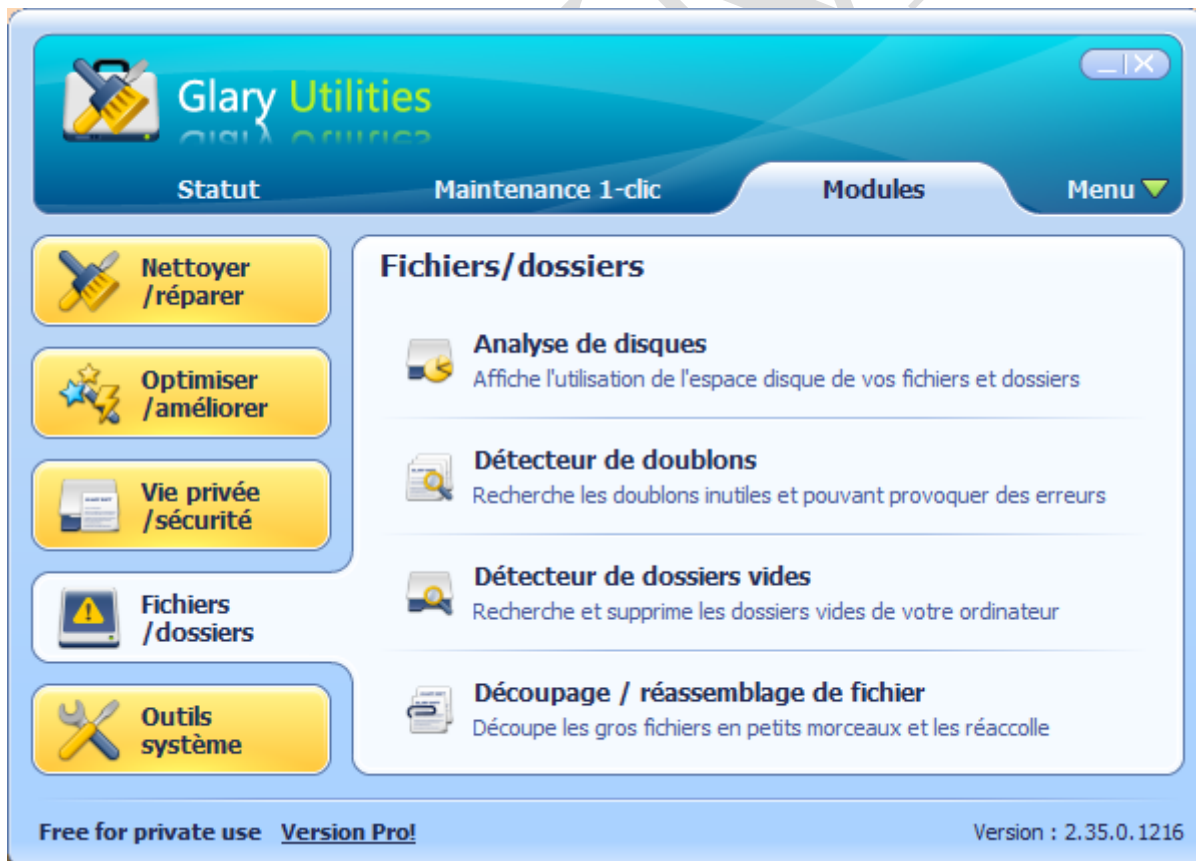 Glary Utilities
Statut Maintenance 1-clic Modules Menu
Nettoyer
/réparer
Optimiser
/améliorer
Vie privée
/sécurité
Fichiers
/dossiers
Outils
système
Fichiers/dossiers
Analyse de disques
Affiche l'utilisation de l'espace disque de vos fichiers et dossiers
Détecteur de doublons
Recherche les doublons inutiles et pouvant provoquer des erreurs
Détecteur de dossiers vides
Recherche et supprime les dossiers vides de votre ordinateur
Découpage / réassemblage de fichier
Découpe les gros fichiers en petits morceaux et les réaccolle
Free for private use Version Pro! Version : 2.35.0.1216